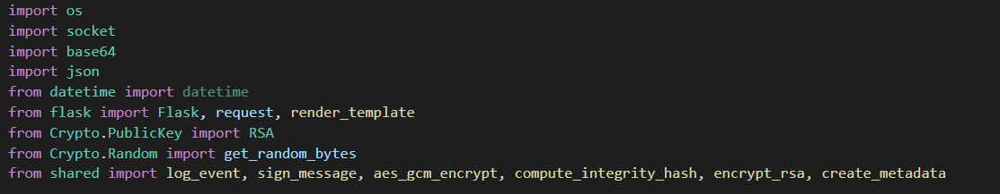 import os
import socket
import base64
import json
from datetime import datetime
from flask import Flask, request, render_template
from Crypto.PublicKey import RSA
from Crypto.Random import get_random_bytes
from shared import log_event, sign_message, aes_gcm_encrypt, compute_integrity_hash, encrypt_rsa, create_metadata